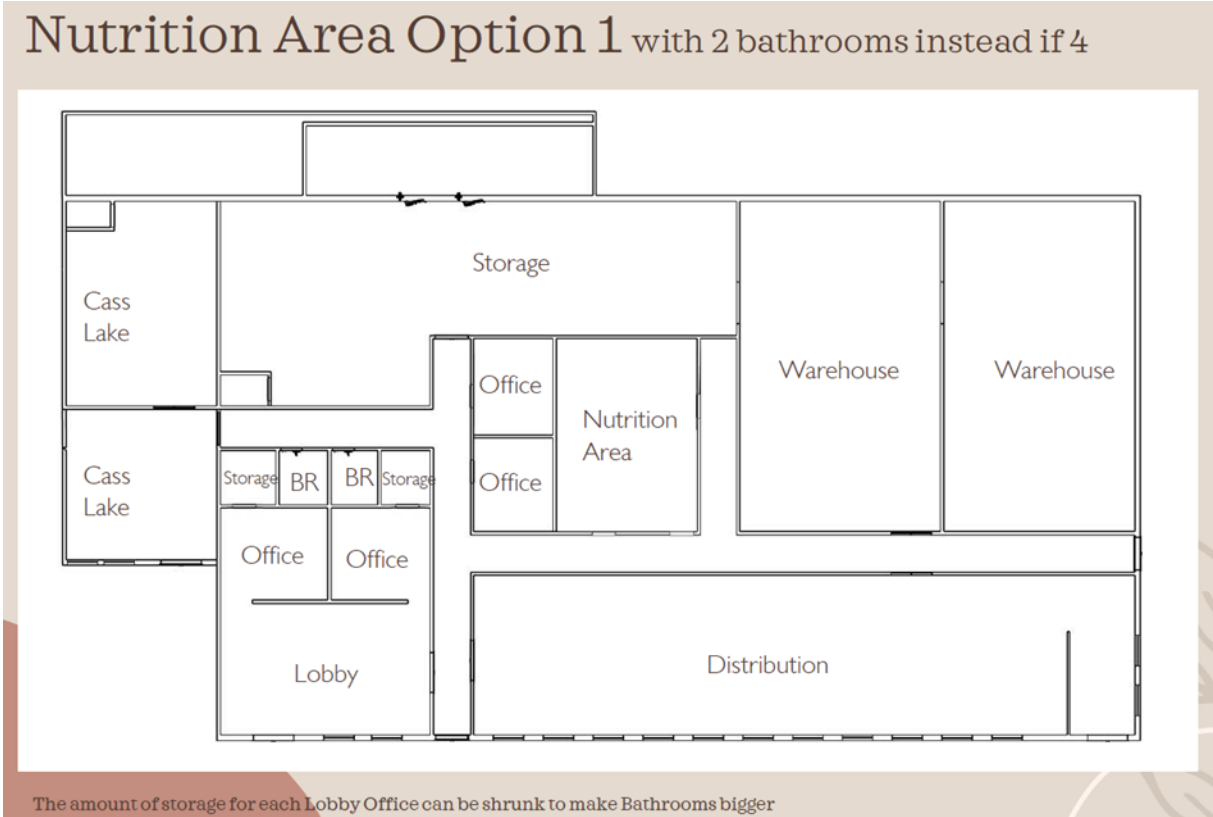 Nutrition Area Option 1 with 2 bathrooms instead if 4
Storage
Cass
Lake
Warehouse
Warehouse
Office
Nutrition
Area
Cass
Lake
Storage
BR
BR
Storage
Office
Office
Office
Lobby
Distribution
The amount of storage for each Lobby Office can be shrunk to make Bathrooms bigger